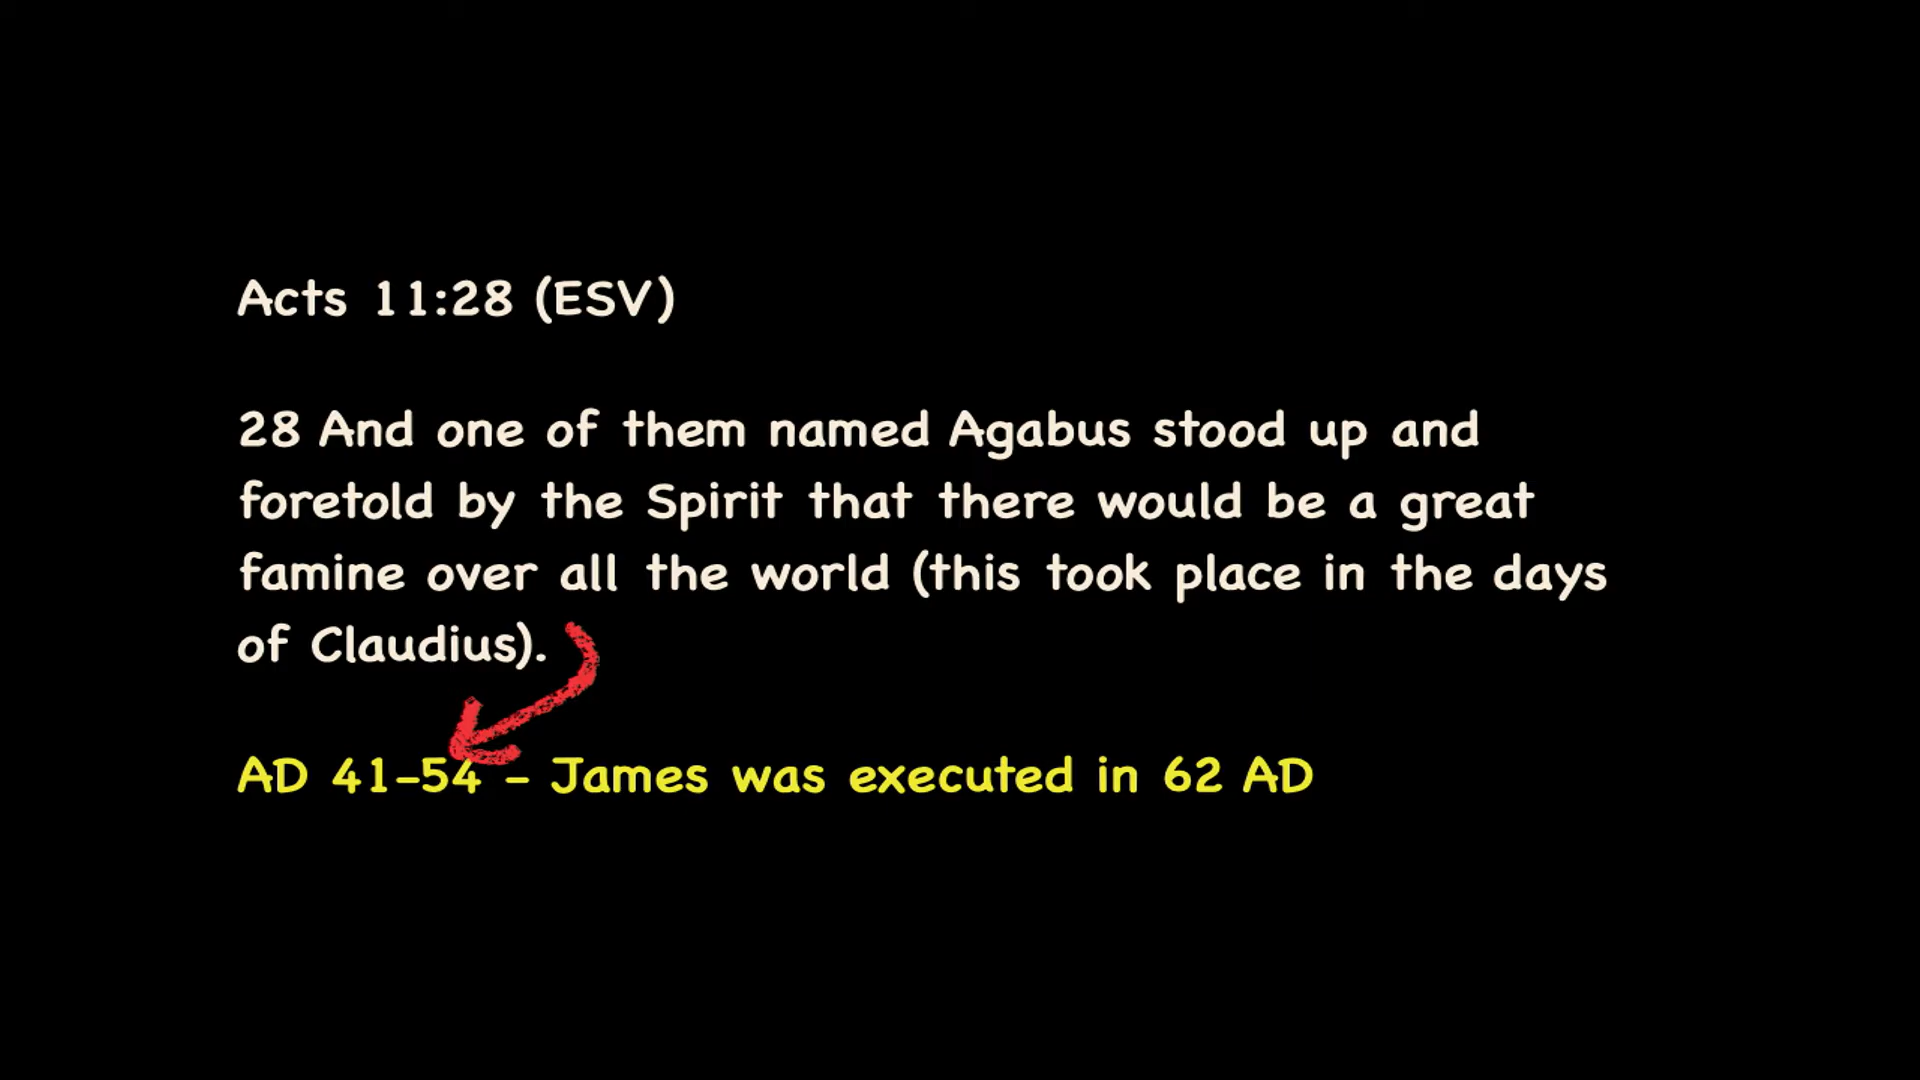 Acts 11:28 (ESV)
28 And one of them named Agabus stood up and
foretold by the Spirit that there would be a great
famine over all the world (this took place in the days
of Claudius).
AD 41-54 - James was executed in 62 AD